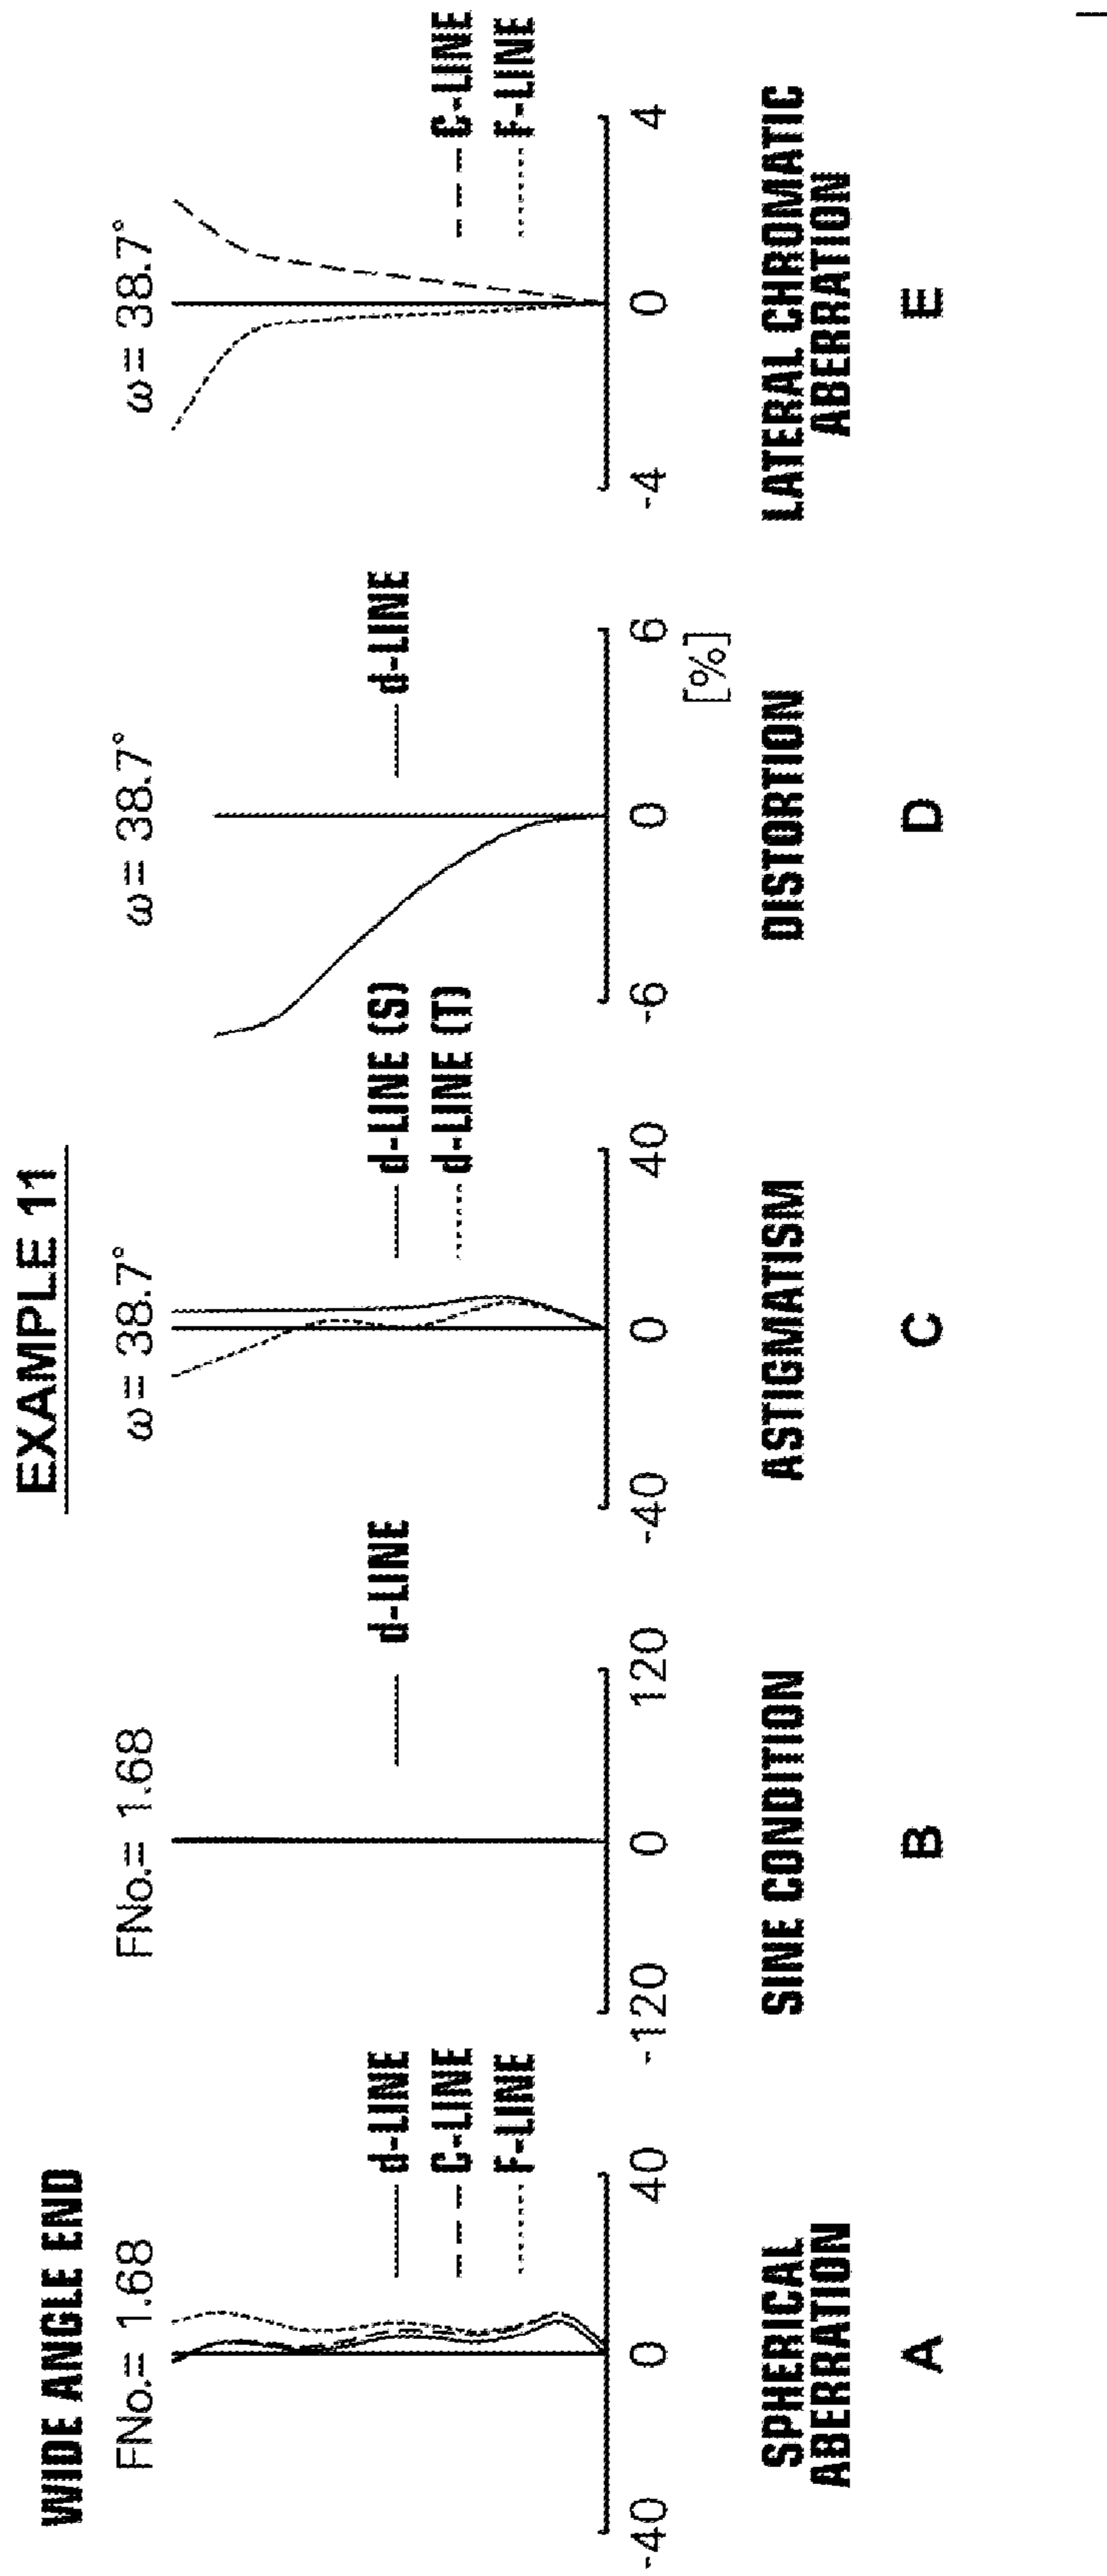 EXAMPLE 11
WIDE ANGLE END
FNo.= 1.68
d-LINE
C-LINE
F-LINE
-40 0 40
SPHERICAL
ABERRATION
A
FNo.= 1.68
d-LINE
-120 0 120
SINE CONDITION
B
ω= 38.7°
d-LINE (S)
d-LINE (T)
-40 0 40
ASTIGMATISM
C
ω= 38.7°
d-LINE
-6 0 6
[%]
DISTORTION
D
ω= 38.7°
C-LINE
F-LINE
-4 0 4
LATERAL CHROMATIC
ABERRATION
E